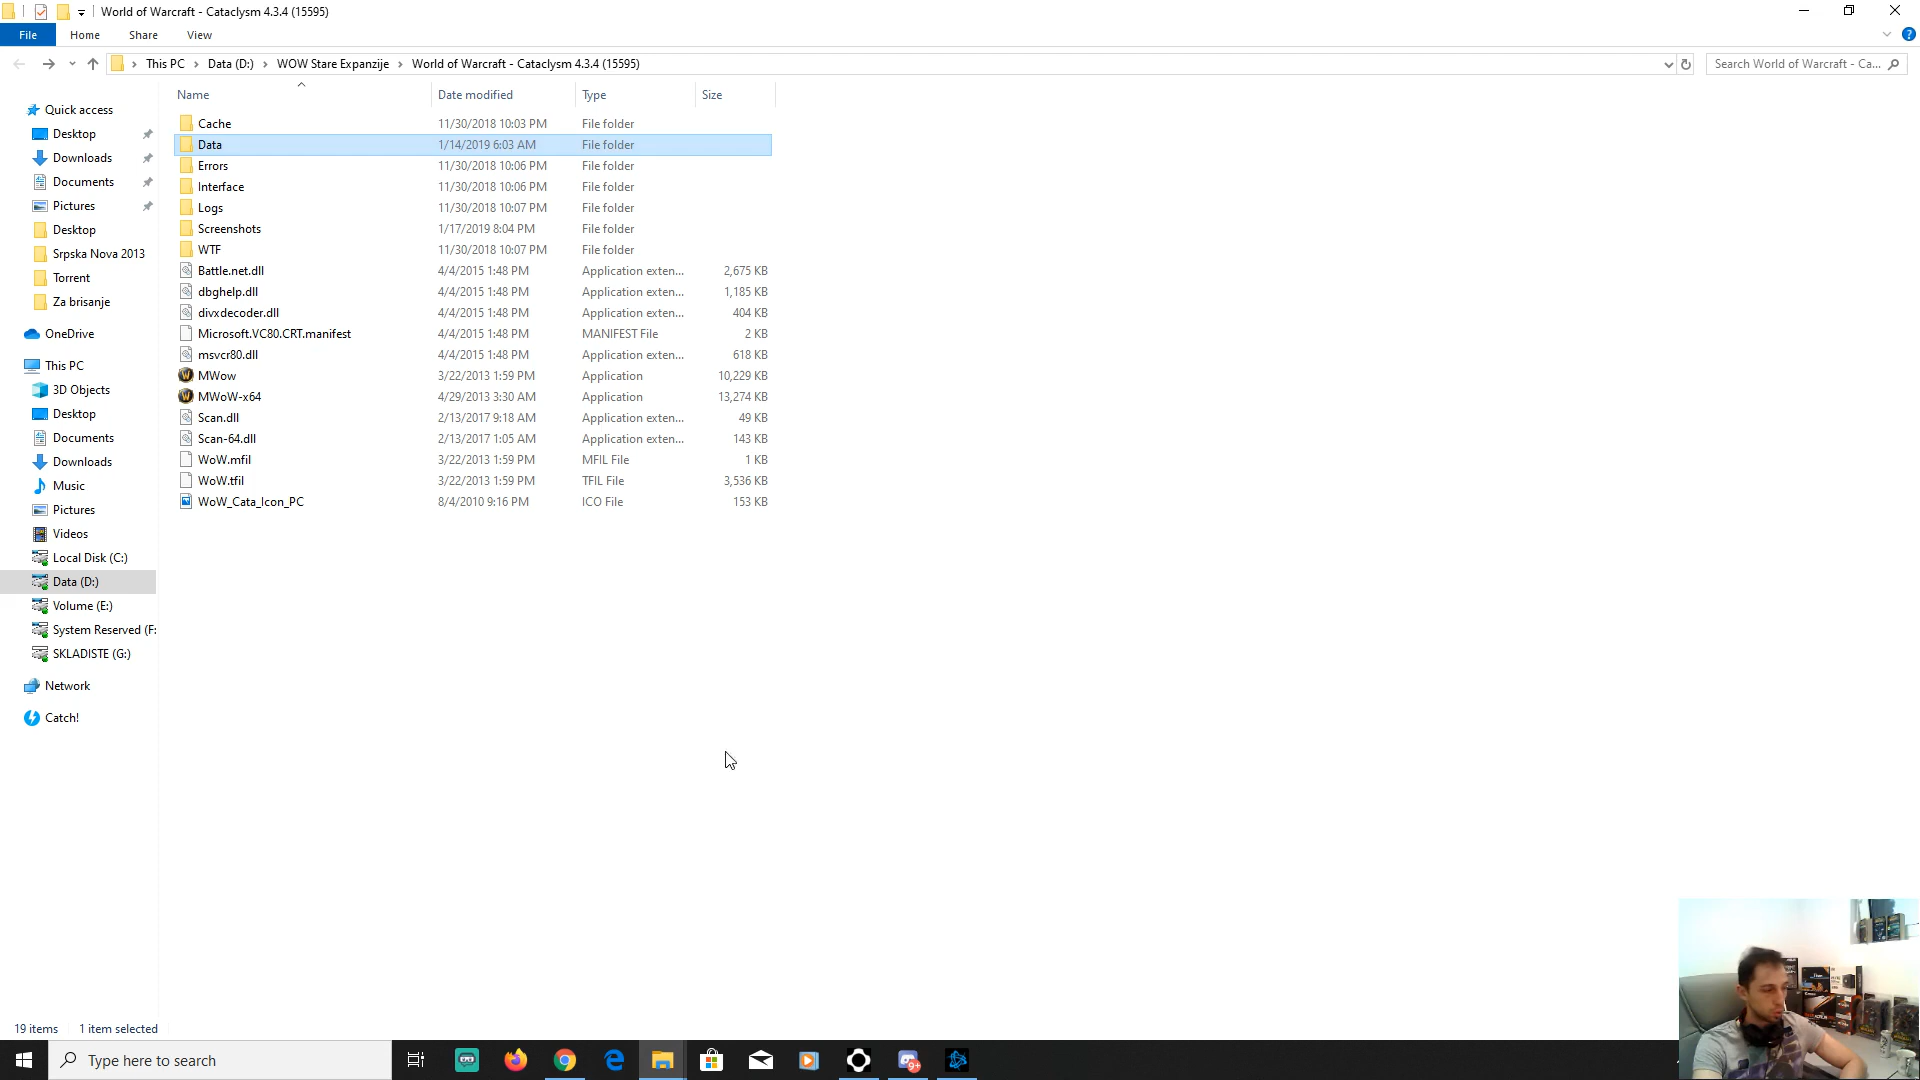 World of Warcraft - Cataclysm 4.3.4 (15595)
File Home Share View
This PC Data (D:) WOW Stare Expanzije World of Warcraft - Cataclysm 4.3.4 (15595) Search World of Warcraft - Ca...
Name Date modified Type Size
Quick access
Desktop
Downloads
Documents
Pictures
Desktop
Srpska Nova 2013
Torrent
Za brisanje
OneDrive
This PC
3D Objects
Desktop
Documents
Downloads
Music
Pictures
Videos
Local Disk (C:)
Data (D:)
Volume (E:)
System Reserved (F:
SKLADISTE (G:)
Network
Catch!
Cache 11/30/2018 10:03 PM File folder
Data 1/14/2019 6:03 AM File folder
Errors 11/30/2018 10:06 PM File folder
Interface 11/30/2018 10:06 PM File folder
Logs 11/30/2018 10:07 PM File folder
Screenshots 1/17/2019 8:04 PM File folder
WTF 11/30/2018 10:07 PM File folder
Battle.net.dll 4/4/2015 1:48 PM Application exten... 2,675 KB
dbghelp.dll 4/4/2015 1:48 PM Application exten... 1,185 KB
divxdecoder.dll 4/4/2015 1:48 PM Application exten... 404 KB
Microsoft.VC80.CRT.manifest 4/4/2015 1:48 PM MANIFEST File 2 KB
msvcr80.dll 4/4/2015 1:48 PM Application exten... 618 KB
MWow 3/22/2013 1:59 PM Application 10,229 KB
MWoW-x64 4/29/2013 3:30 AM Application 13,274 KB
Scan.dll 2/13/2017 9:18 AM Application exten... 49 KB
Scan-64.dll 2/13/2017 1:05 AM Application exten... 143 KB
WoW.mfil 3/22/2013 1:59 PM MFIL File 1 KB
WoW.tfil 3/22/2013 1:59 PM TFIL File 3,536 KB
WoW_Cata_Icon_PC 8/4/2010 9:16 PM ICO File 153 KB
19 items 1 item selected
Type here to search
9+